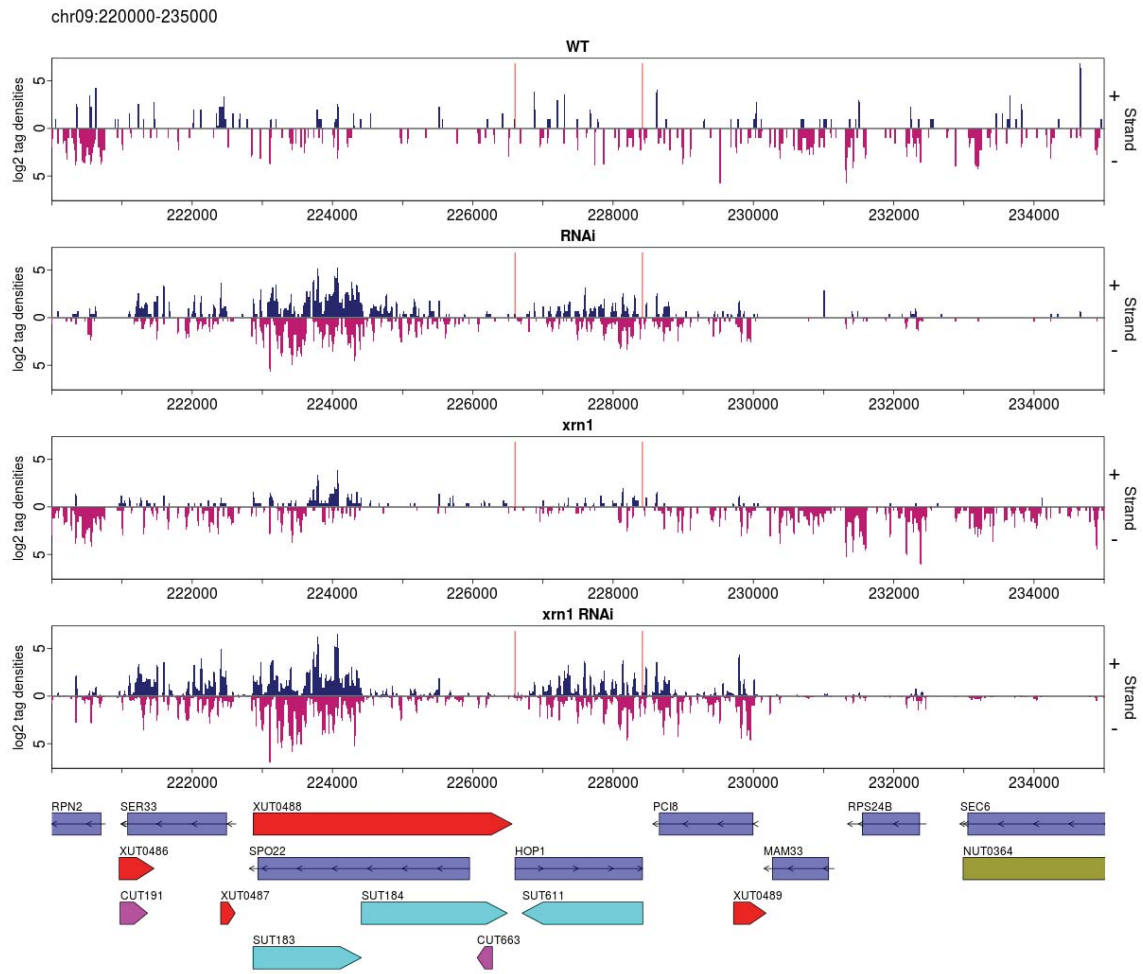 chr09:220000-235000
WT
log2 tag densities
5
0
5
+
Strand
-
222000 224000 226000 228000 230000 232000 234000
RNAi
log2 tag densities
5
0
5
+
Strand
-
222000 224000 226000 228000 230000 232000 234000
xrn1
log2 tag densities
5
0
5
+
Strand
-
222000 224000 226000 228000 230000 232000 234000
xrn1 RNAi
log2 tag densities
5
0
5
+
Strand
-
222000 224000 226000 228000 230000 232000 234000
RPN2 SER33 XUT0488 PCI8 RPS24B SEC6
XUT0486 SPO22 HOP1 MAM33 NUT0364
CUT191 XUT0487 SUT184 SUT611 XUT0489
SUT183 CUT663